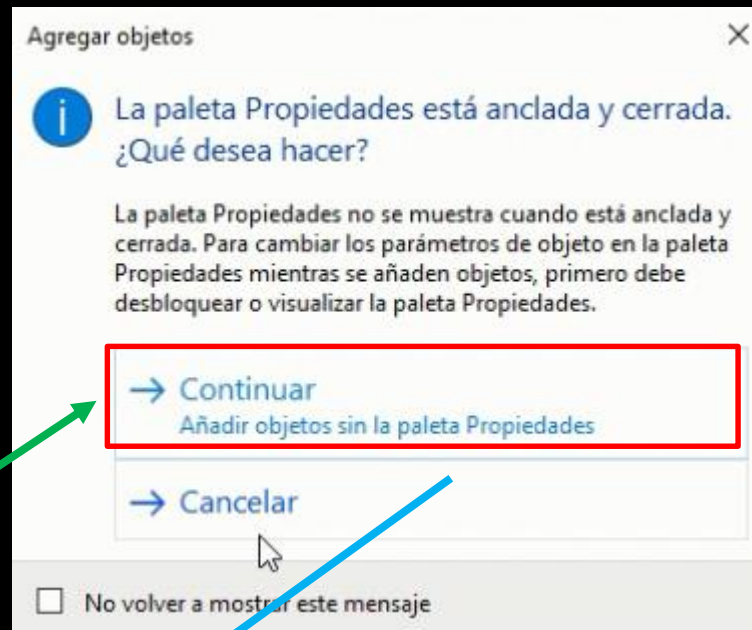 Agregar objetos
La paleta Propiedades está anclada y cerrada.
¿Qué desea hacer?
La paleta Propiedades no se muestra cuando está anclada y
cerrada. Para cambiar los parámetros de objeto en la paleta
Propiedades mientras se añaden objetos, primero debe
desbloquear o visualizar la paleta Propiedades.
Continuar
Añadir objetos sin la paleta Propiedades
Cancelar
No volver a mostrar este mensaje